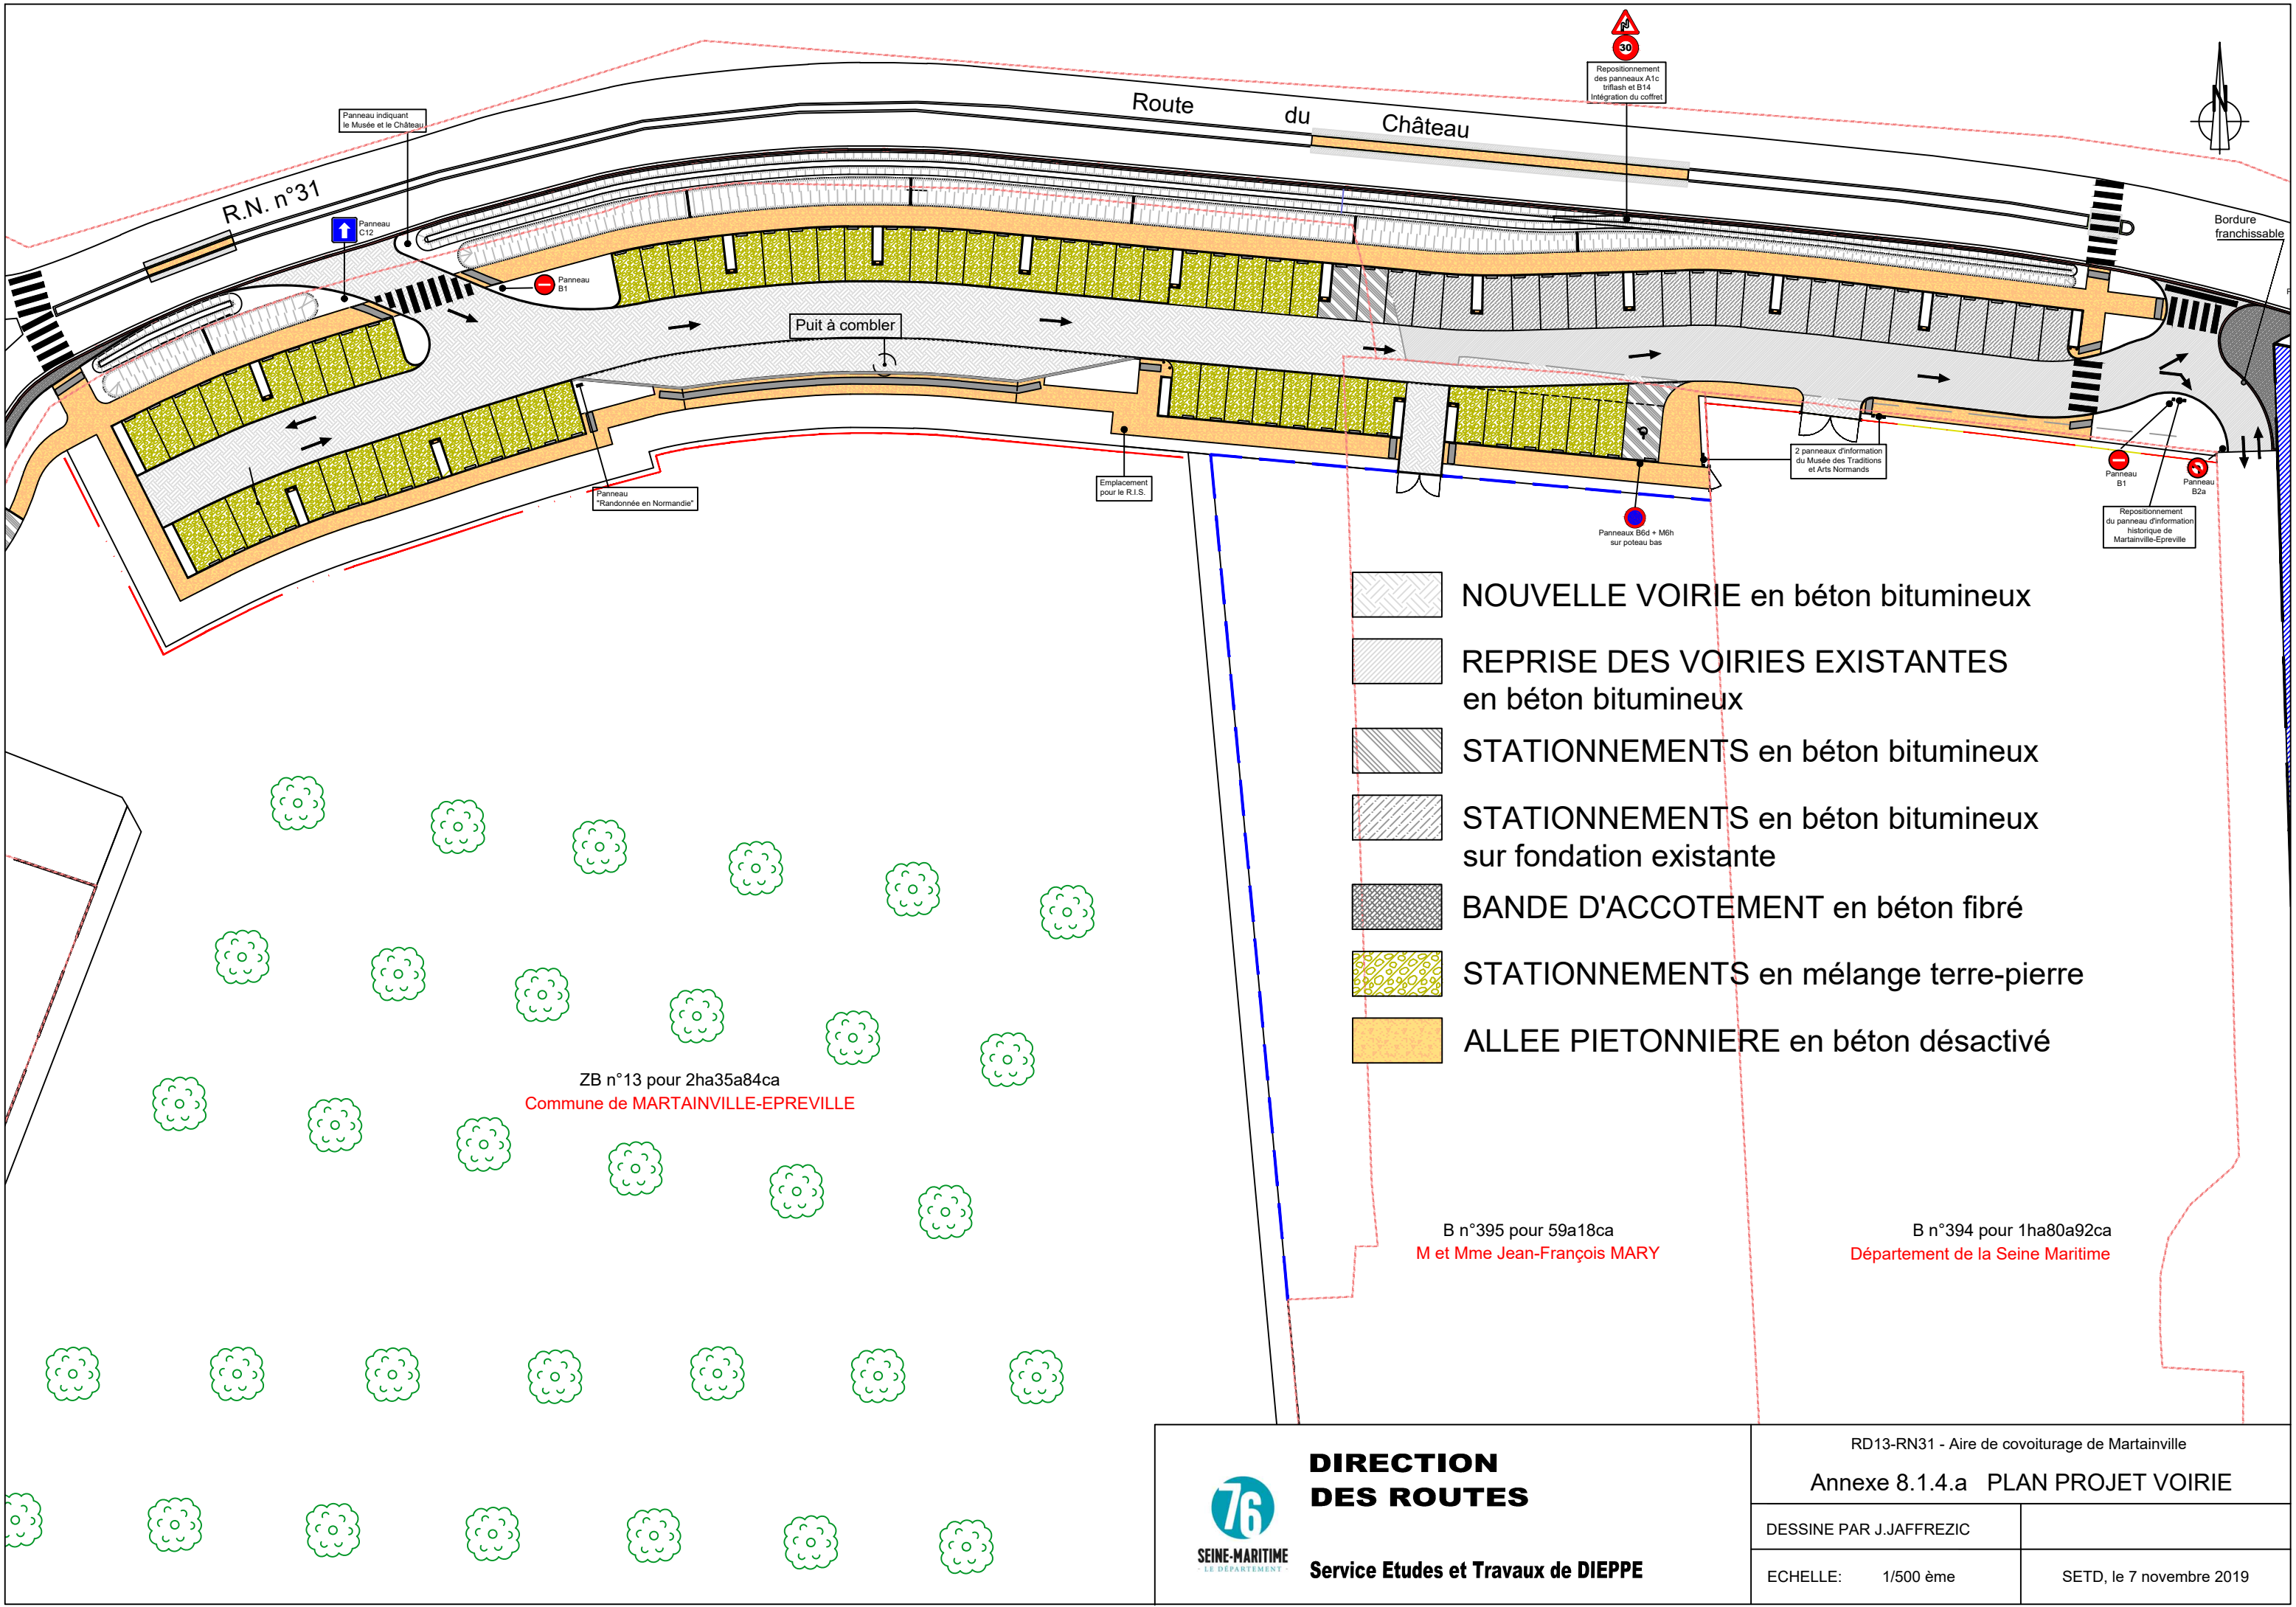 30
Repositionnement
des panneaux A1c
triflash et B14
Intégration du coffret
N
Route du Château
R.N. n°31
Panneau indiquant
le Musée et le Château
Panneau
C12
Panneau
B1
Bordure
franchissable
Puit à combler
Panneau
"Randonnée en Normandie"
Emplacement
pour le R.I.S.
2 panneaux d'information
du Musée des Traditions
et Arts Normands
Panneau
B1
Panneau
B2a
Panneaux B6d + M6h
sur poteau bas
Repositionnement
du panneau d'information
historique de
Martainville-Epreville
NOUVELLE VOIRIE en béton bitumineux
REPRISE DES VOIRIES EXISTANTES
en béton bitumineux
STATIONNEMENTS en béton bitumineux
STATIONNEMENTS en béton bitumineux
sur fondation existante
BANDE D'ACCOTEMENT en béton fibré
STATIONNEMENTS en mélange terre-pierre
ALLEE PIETONNIERE en béton désactivé
ZB n°13 pour 2ha35a84ca
Commune de MARTAINVILLE-EPREVILLE
B n°395 pour 59a18ca
M et Mme Jean-François MARY
B n°394 pour 1ha80a92ca
Département de la Seine Maritime
76
SEINE-MARITIME
- LE DÉPARTEMENT -
DIRECTION
DES ROUTES
Service Etudes et Travaux de DIEPPE
RD13-RN31 - Aire de covoiturage de Martainville
Annexe 8.1.4.a PLAN PROJET VOIRIE
DESSINE PAR J.JAFFREZIC
ECHELLE: 1/500 ème
SETD, le 7 novembre 2019